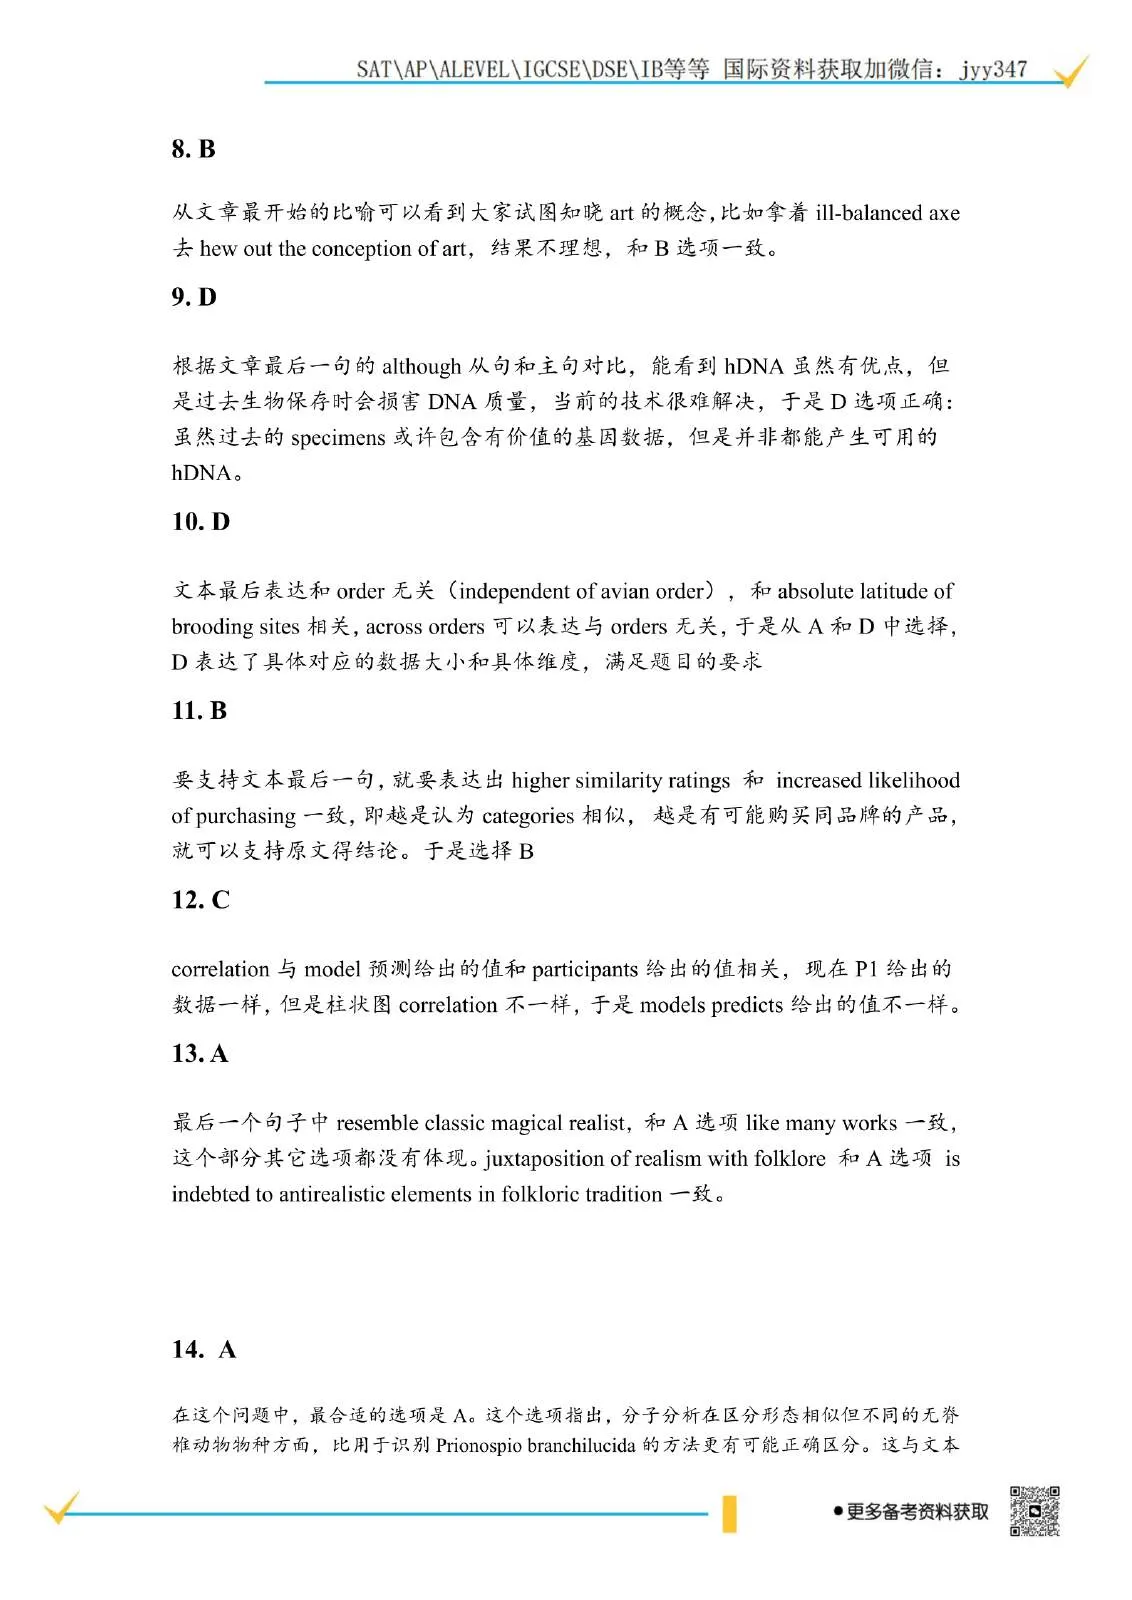 SAT\AP\ALEVEL\IGCSE\DSE\IB等等 国际资料获取加微信：jyy347
8. B
从文章最开始的比喻可以看到大家试图知晓 art 的概念，比如拿着 ill-balanced axe
去 hew out the conception of art，结果不理想，和 B 选项一致。
9. D
根据文章最后一句的 although 从句和主句对比，能看到 hDNA 虽然有优点，但
是过去生物保存时会损害 DNA 质量，当前的技术很难解决，于是 D 选项正确：
虽然过去的 specimens 或许包含有价值的基因数据，但是并非都能产生可用的
hDNA。
10. D
文本最后表达和 order 无关（independent of avian order），和 absolute latitude of
brooding sites 相关，across orders 可以表达与 orders 无关，于是从 A 和 D 中选择，
D 表达了具体对应的数据大小和具体维度，满足题目的要求
11. B
要支持文本最后一句，就要表达出 higher similarity ratings 和 increased likelihood
of purchasing 一致，即越是认为 categories 相似， 越是有可能购买同品牌的产品，
就可以支持原文得结论。于是选择 B
12. C
correlation 与 model 预测给出的值和 participants 给出的值相关，现在 P1 给出的
数据一样，但是柱状图 correlation 不一样，于是 models predicts 给出的值不一样。
13. A
最后一个句子中 resemble classic magical realist，和 A 选项 like many works 一致，
这个部分其它选项都没有体现。juxtaposition of realism with folklore 和 A 选项 is
indebted to antirealistic elements in folkloric tradition 一致。
14. A
在这个问题中，最合适的选项是 A。这个选项指出，分子分析在区分形态相似但不同的无脊
椎动物物种方面，比用于识别 Prionospio branchilucida 的方法更有可能正确区分。这与文本
●更多备考资料获取